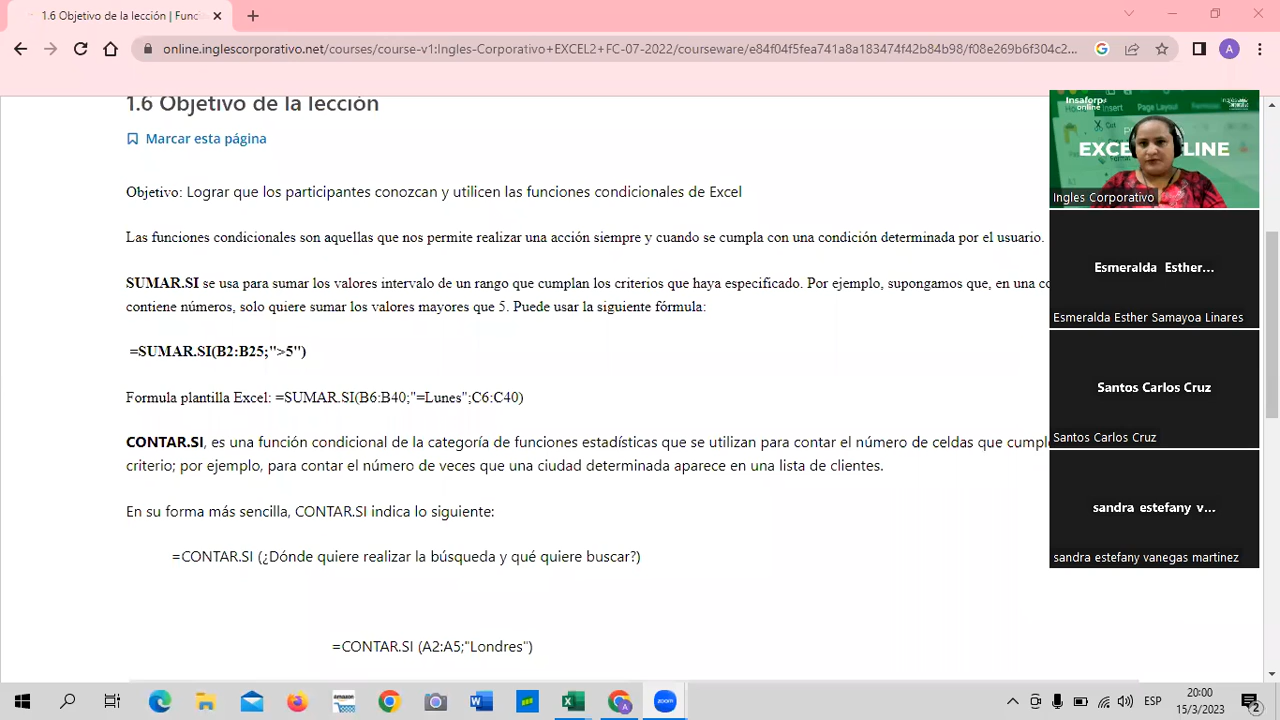 1.6 Objetivo de la lección | Func
online.inglescorporativo.net/courses/course-v1:Ingles-Corporativo+EXCEL2+FC-07-2022/courseware/e84f04f5fea741a8a183474f42b84b98/f08e269b6f304c2...
A
1.6 Objetivo de la lección
Marcar esta página
Objetivo: Lograr que los participantes conozcan y utilicen las funciones condicionales de Excel
Las funciones condicionales son aquellas que nos permite realizar una acción siempre y cuando se cumpla con una condición determinada por el usuario.
SUMAR.SI se usa para sumar los valores intervalo de un rango que cumplan los criterios que haya especificado. Por ejemplo, supongamos que, en una co
contiene números, solo quiere sumar los valores mayores que 5. Puede usar la siguiente fórmula:
=SUMAR.SI(B2:B25;">5")
Formula plantilla Excel: =SUMAR.SI(B6:B40;"=Lunes";C6:C40)
CONTAR.SI, es una función condicional de la categoría de funciones estadísticas que se utilizan para contar el número de celdas que cumple
criterio; por ejemplo, para contar el número de veces que una ciudad determinada aparece en una lista de clientes.
En su forma más sencilla, CONTAR.SI indica lo siguiente:
=CONTAR.SI (¿Dónde quiere realizar la búsqueda y qué quiere buscar?)
=CONTAR.SI (A2:A5;"Londres")
Insaforp
online
Insert
Page Layout
Formulas
EXCE
LINE
Ingles Corporativo
Esmeralda Esther...
Esmeralda Esther Samayoa Linares
Santos Carlos Cruz
Santos Carlos Cruz
sandra estefany v...
sandra estefany vanegas martinez
zoom
ESP
20:00
15/3/2023
2